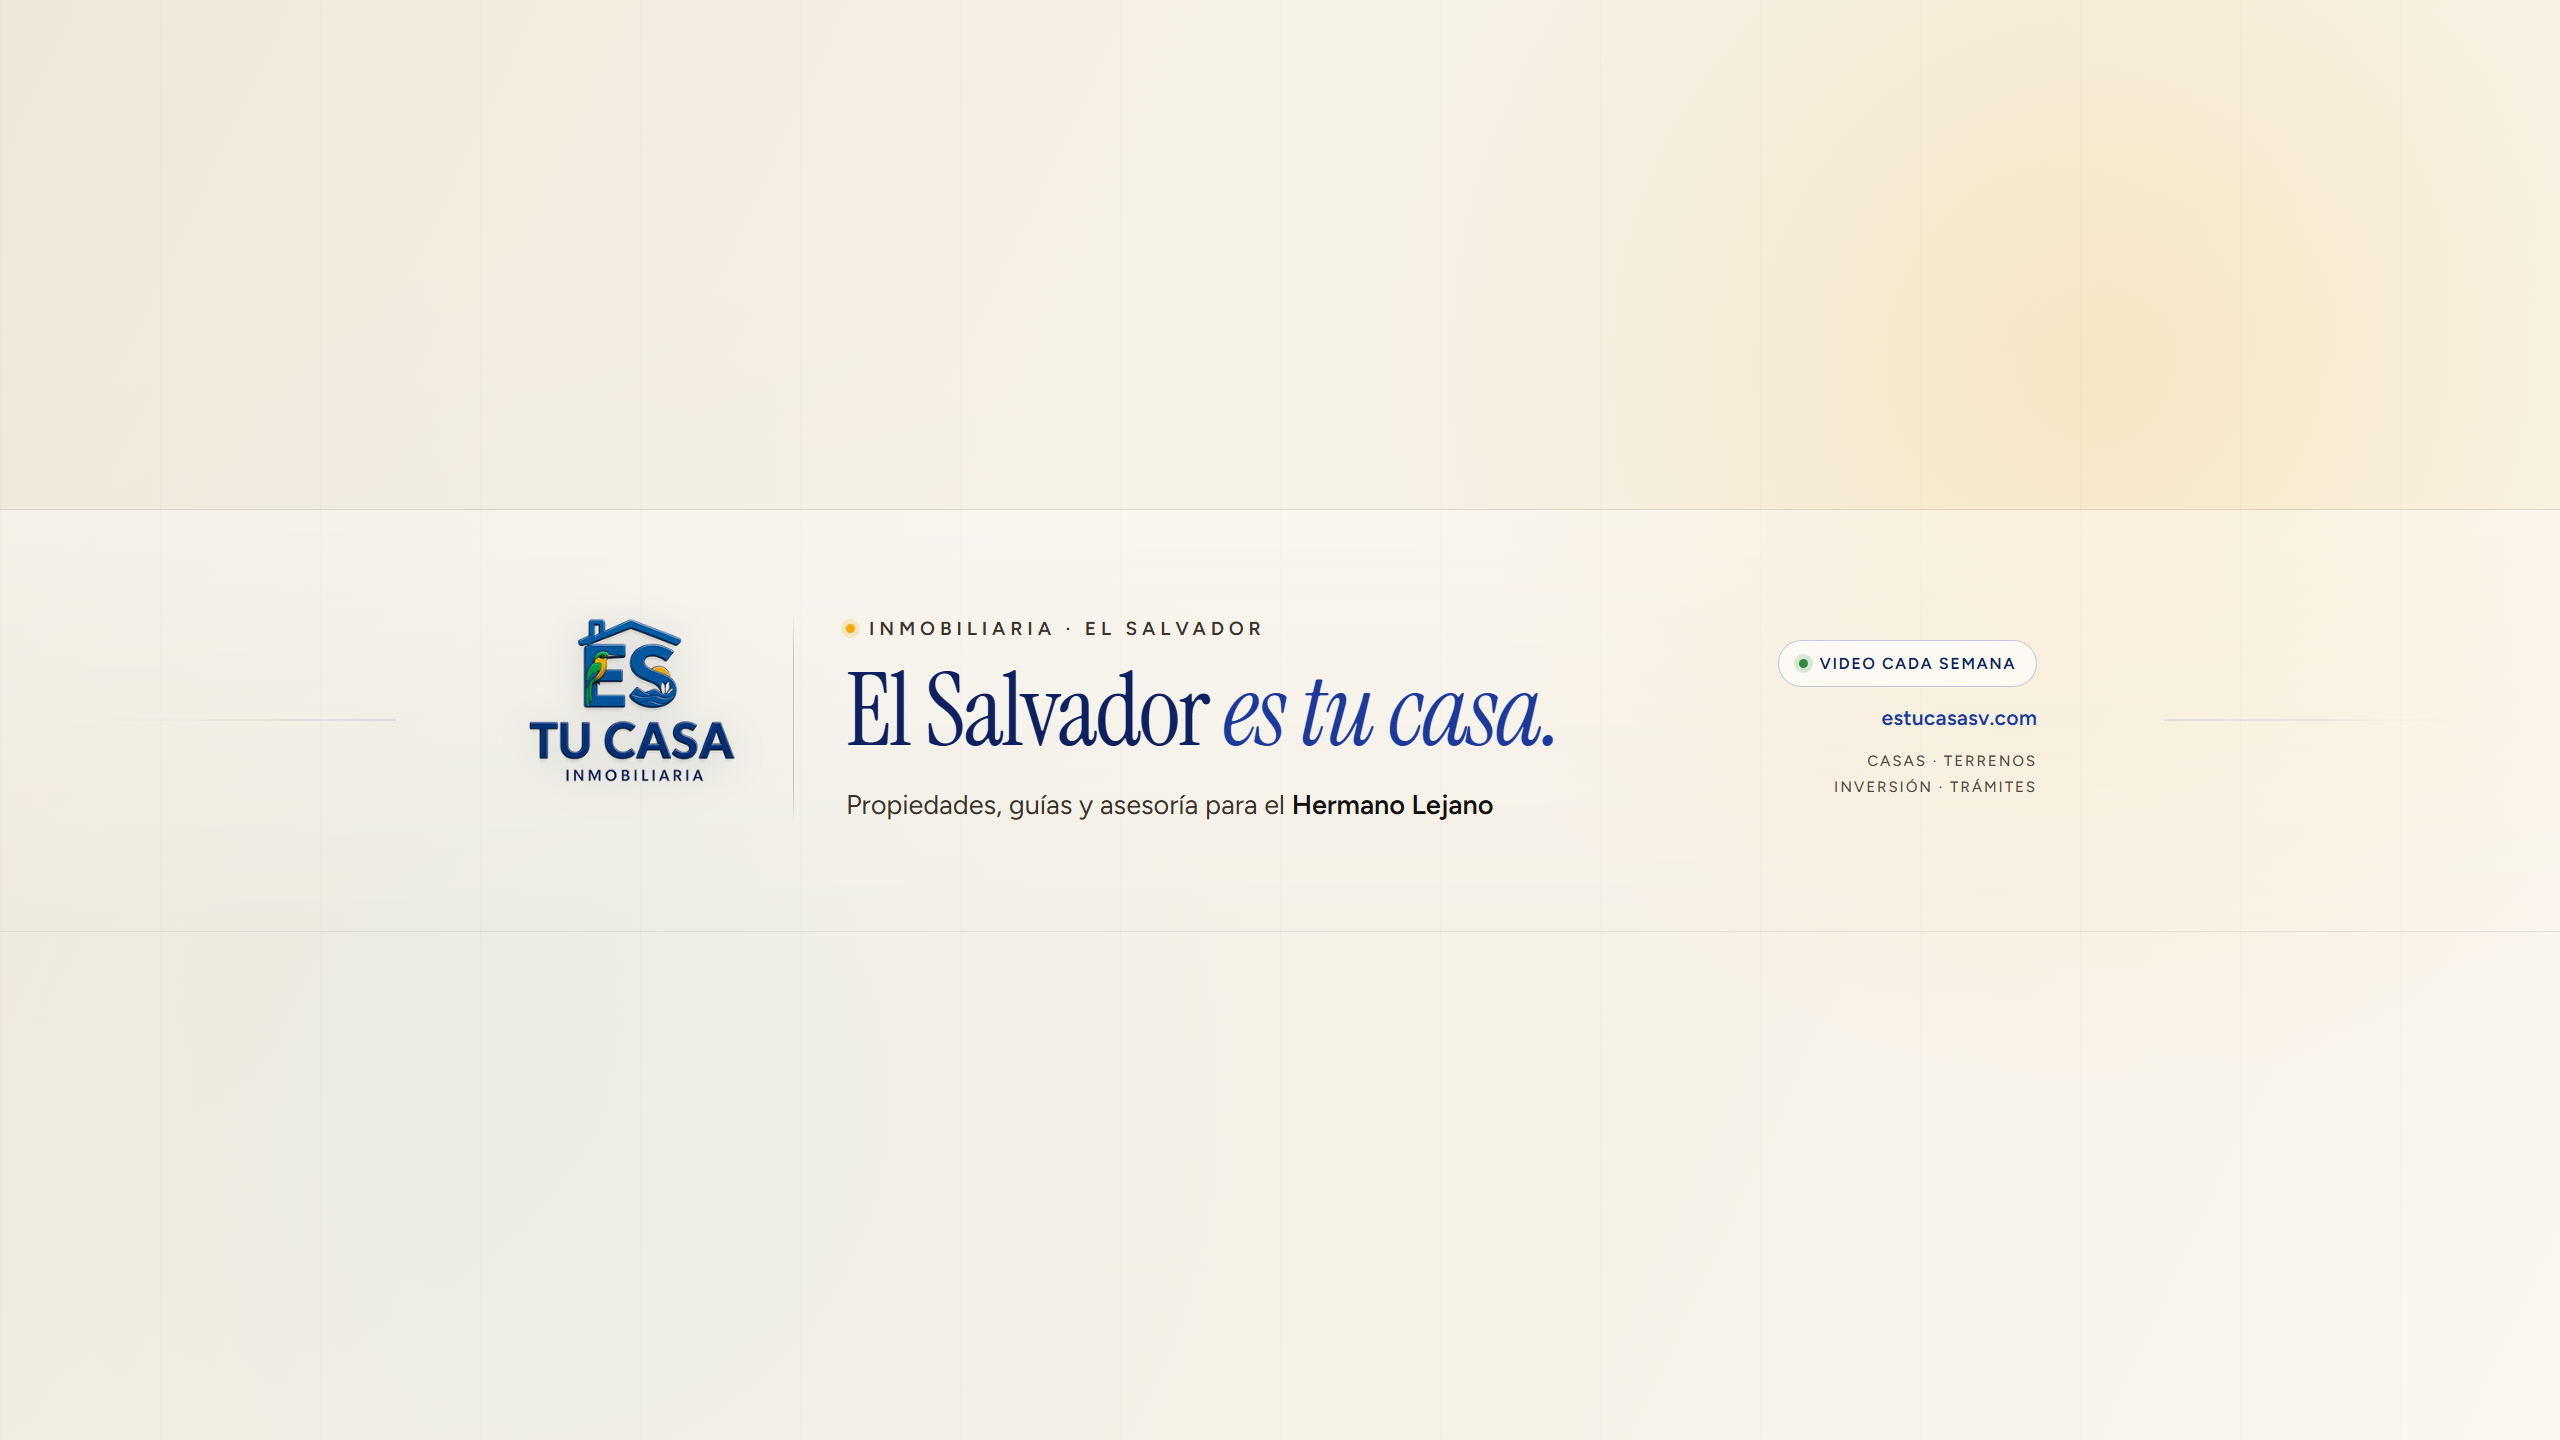 ES
TU CASA
INMOBILIARIA
INMOBILIARIA · EL SALVADOR
El Salvador es tu casa.
Propiedades, guías y asesoría para el Hermano Lejano
VIDEO CADA SEMANA
estucasasv.com
CASAS · TERRENOS
INVERSIÓN · TRÁMITES